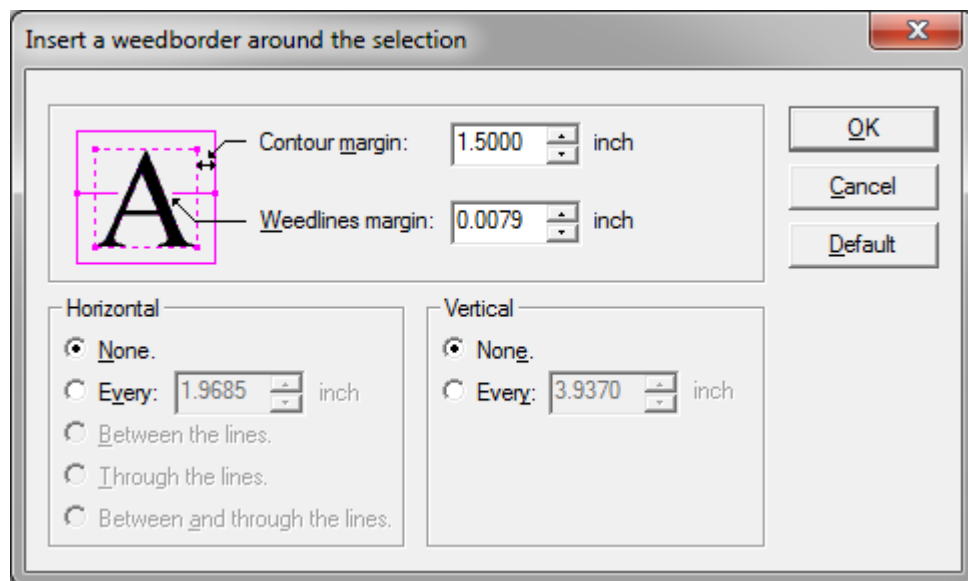 Insert a weedborder around the selection
Contour margin: 1.5000 inch
Weedlines margin: 0.0079 inch
A
OK
Cancel
Default
Horizontal
None.
Every: 1.9685 inch
Between the lines.
Through the lines.
Between and through the lines.
Vertical
None.
Every: 3.9370 inch